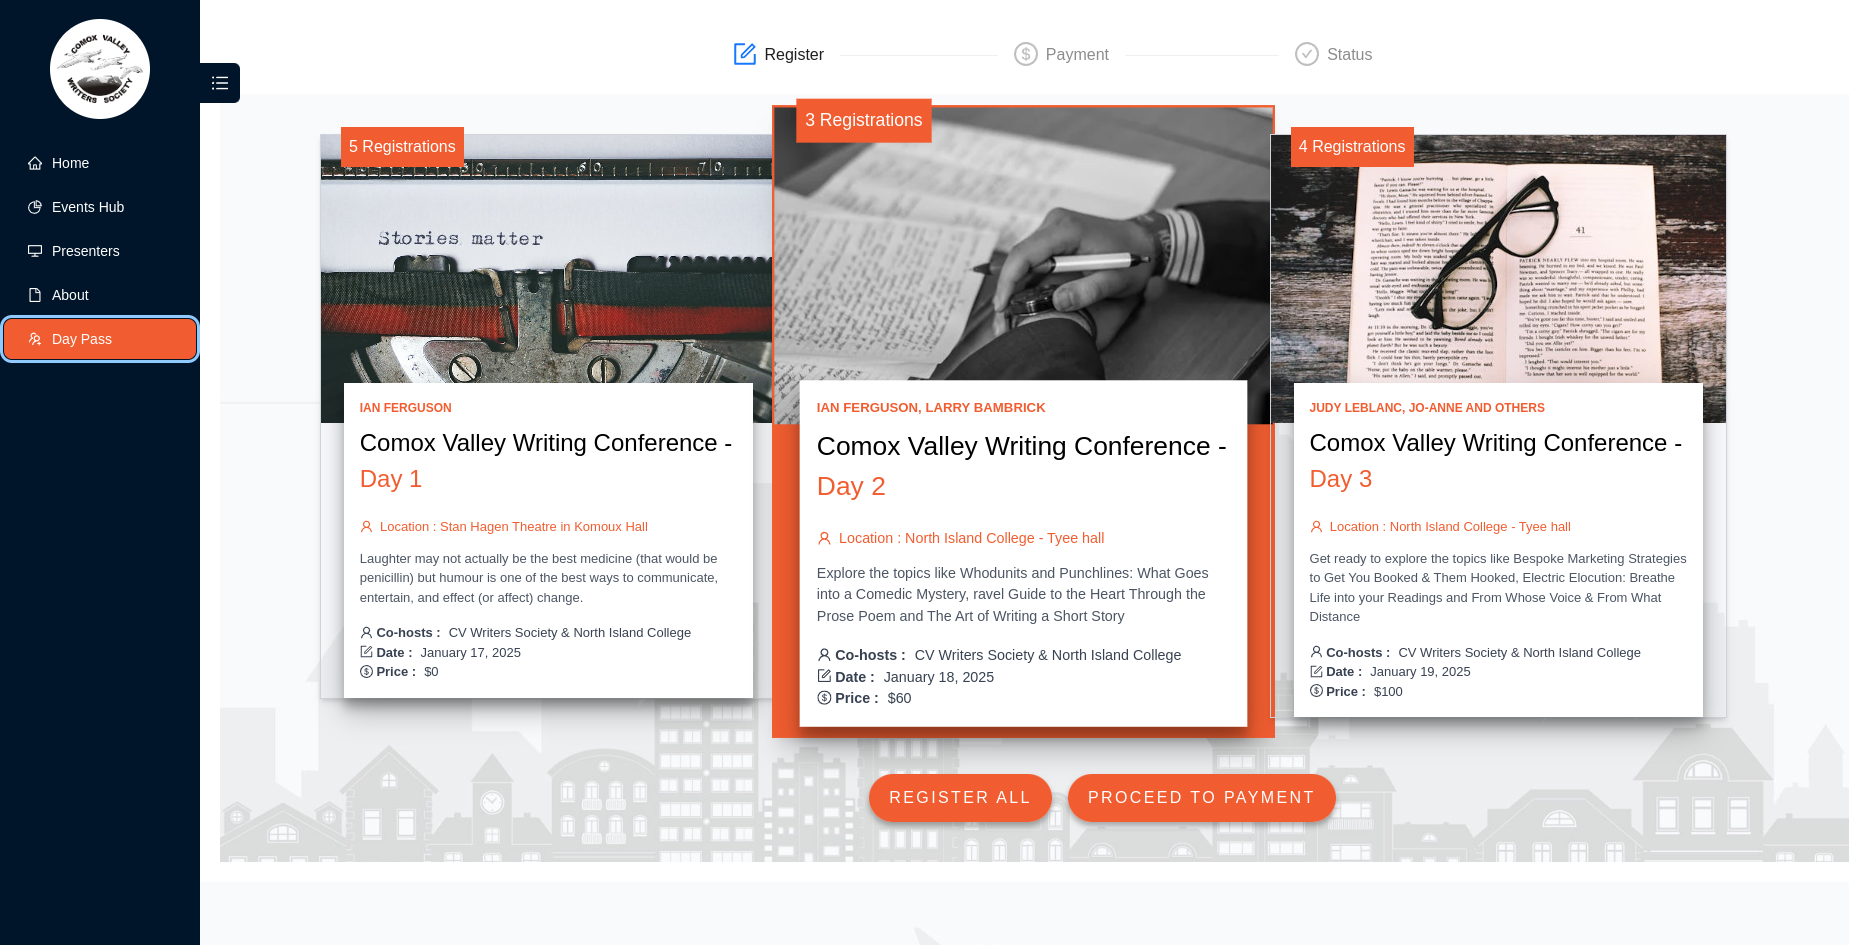 COMOX VALLEY
WRITERS SOCIETY
Home
Events Hub
Presenters
About
Day Pass
Register
Payment
Status
5 Registrations
Stories matter
IAN FERGUSON
Comox Valley Writing Conference -
Day 1
Location : Stan Hagen Theatre in Komoux Hall
Laughter may not actually be the best medicine (that would be
penicillin) but humour is one of the best ways to communicate,
entertain, and effect (or affect) change.
Co-hosts : CV Writers Society & North Island College
Date : January 17, 2025
Price : $0
3 Registrations
IAN FERGUSON, LARRY BAMBRICK
Comox Valley Writing Conference -
Day 2
Location : North Island College - Tyee hall
Explore the topics like Whodunits and Punchlines: What Goes
into a Comedic Mystery, ravel Guide to the Heart Through the
Prose Poem and The Art of Writing a Short Story
Co-hosts : CV Writers Society & North Island College
Date : January 18, 2025
Price : $60
4 Registrations
41
JUDY LEBLANC, JO-ANNE AND OTHERS
Comox Valley Writing Conference -
Day 3
Location : North Island College - Tyee hall
Get ready to explore the topics like Bespoke Marketing Strategies
to Get You Booked & Them Hooked, Electric Elocution: Breathe
Life into your Readings and From Whose Voice & From What
Distance
Co-hosts : CV Writers Society & North Island College
Date : January 19, 2025
Price : $100
REGISTER ALL
PROCEED TO PAYMENT